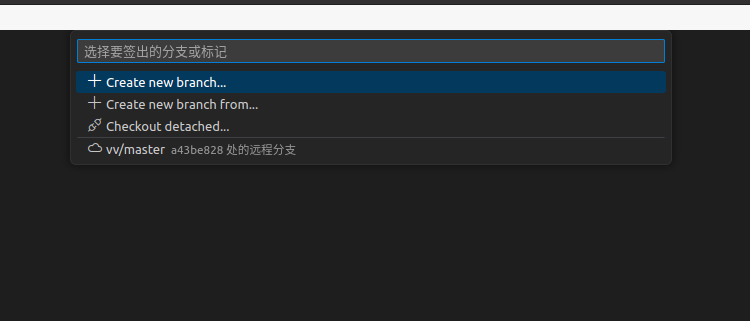 选择要签出的分支或标记
Create new branch...
Create new branch from...
Checkout detached...
vv/master a43be828 处的远程分支